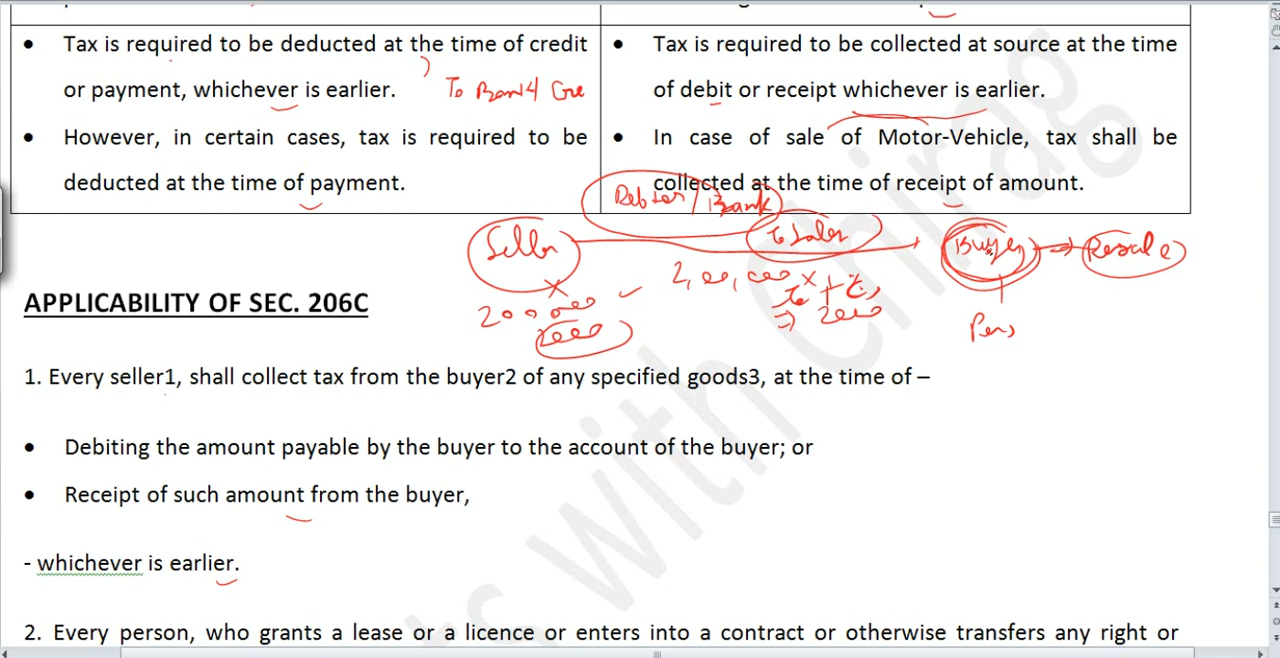 • Tax is required to be deducted at the time of credit
or payment, whichever is earlier.
• However, in certain cases, tax is required to be
deducted at the time of payment.
• Tax is required to be collected at source at the time
of debit or receipt whichever is earlier.
• In case of sale of Motor-Vehicle, tax shall be
collected at the time of receipt of amount.
To Bank
Debtor/Bank
Seller
To Sales
Buyer
Resale
2000
APPLICABILITY OF SEC. 206C
1. Every seller1, shall collect tax from the buyer2 of any specified goods3, at the time of –
• Debiting the amount payable by the buyer to the account of the buyer; or
• Receipt of such amount from the buyer,
- whichever is earlier.
2. Every person, who grants a lease or a licence or enters into a contract or otherwise transfers any right or
with Chirag